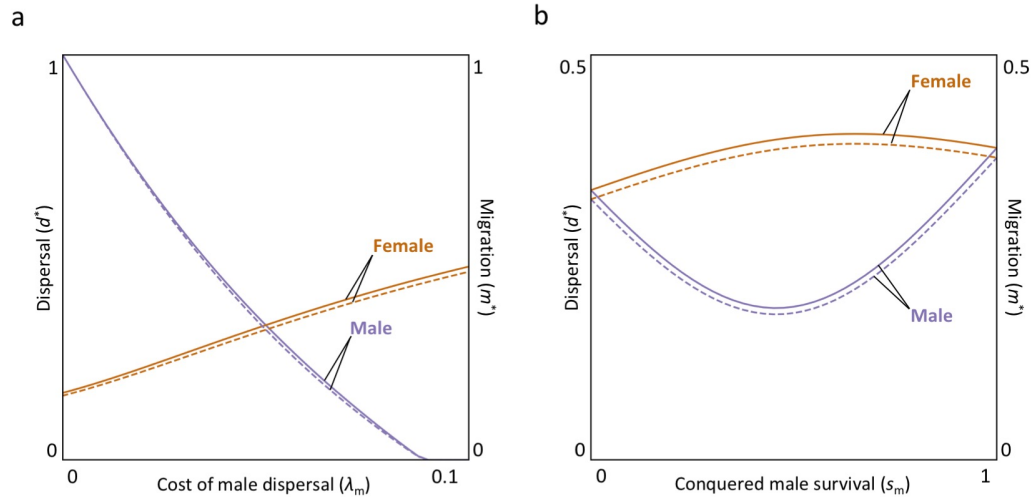 a
1
1
Dispersal (d*)
Migration (m*)
Female
Male
0
0
0
0.1
Cost of male dispersal (λm)
b
0.5
0.5
Dispersal (d*)
Migration (m*)
Female
Male
0
0
0
1
Conquered male survival (sm)